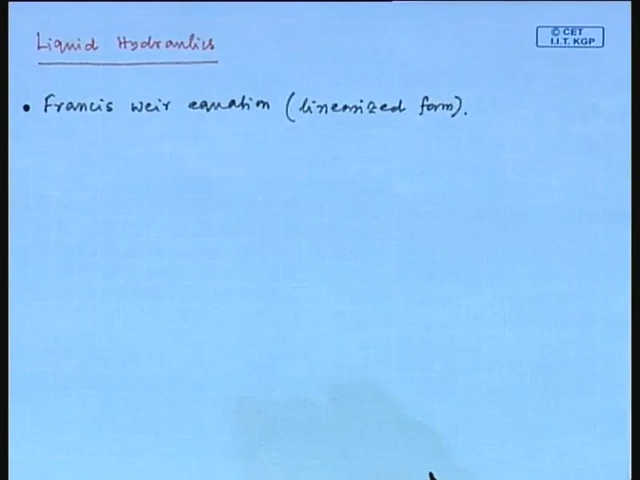 Liquid Hydraulics
© CET
I.I.T. KGP
• Francis weir equation (linearized form).